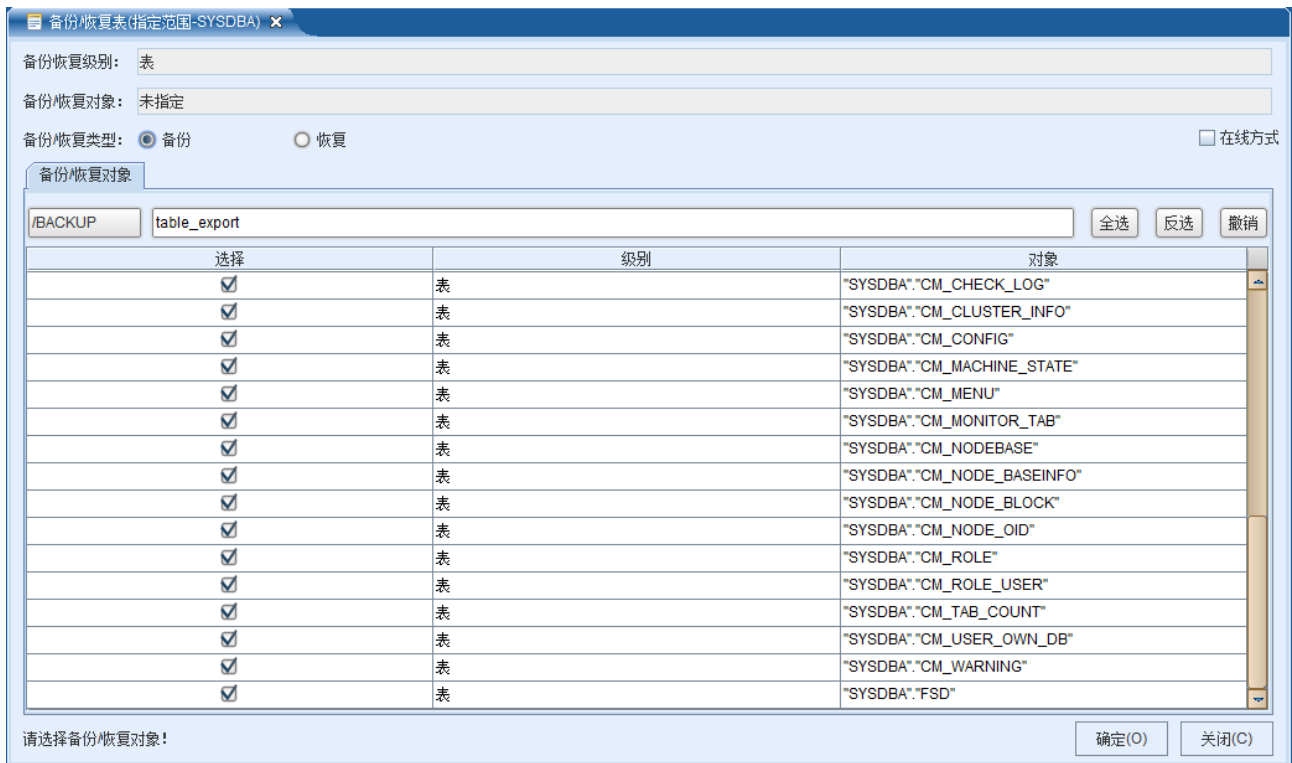 备份/恢复表(指定范围-SYSDBA)
备份恢复级别： 表
备份/恢复对象： 未指定
备份/恢复类型： 备份 恢复 在线方式
备份/恢复对象
/BACKUP table_export 全选 反选 撤销
选择 级别 对象
表 "SYSDBA"."CM_CHECK_LOG"
表 "SYSDBA"."CM_CLUSTER_INFO"
表 "SYSDBA"."CM_CONFIG"
表 "SYSDBA"."CM_MACHINE_STATE"
表 "SYSDBA"."CM_MENU"
表 "SYSDBA"."CM_MONITOR_TAB"
表 "SYSDBA"."CM_NODEBASE"
表 "SYSDBA"."CM_NODE_BASEINFO"
表 "SYSDBA"."CM_NODE_BLOCK"
表 "SYSDBA"."CM_NODE_OID"
表 "SYSDBA"."CM_ROLE"
表 "SYSDBA"."CM_ROLE_USER"
表 "SYSDBA"."CM_TAB_COUNT"
表 "SYSDBA"."CM_USER_OWN_DB"
表 "SYSDBA"."CM_WARNING"
表 "SYSDBA"."FSD"
请选择备份/恢复对象！ 确定(O) 关闭(C)